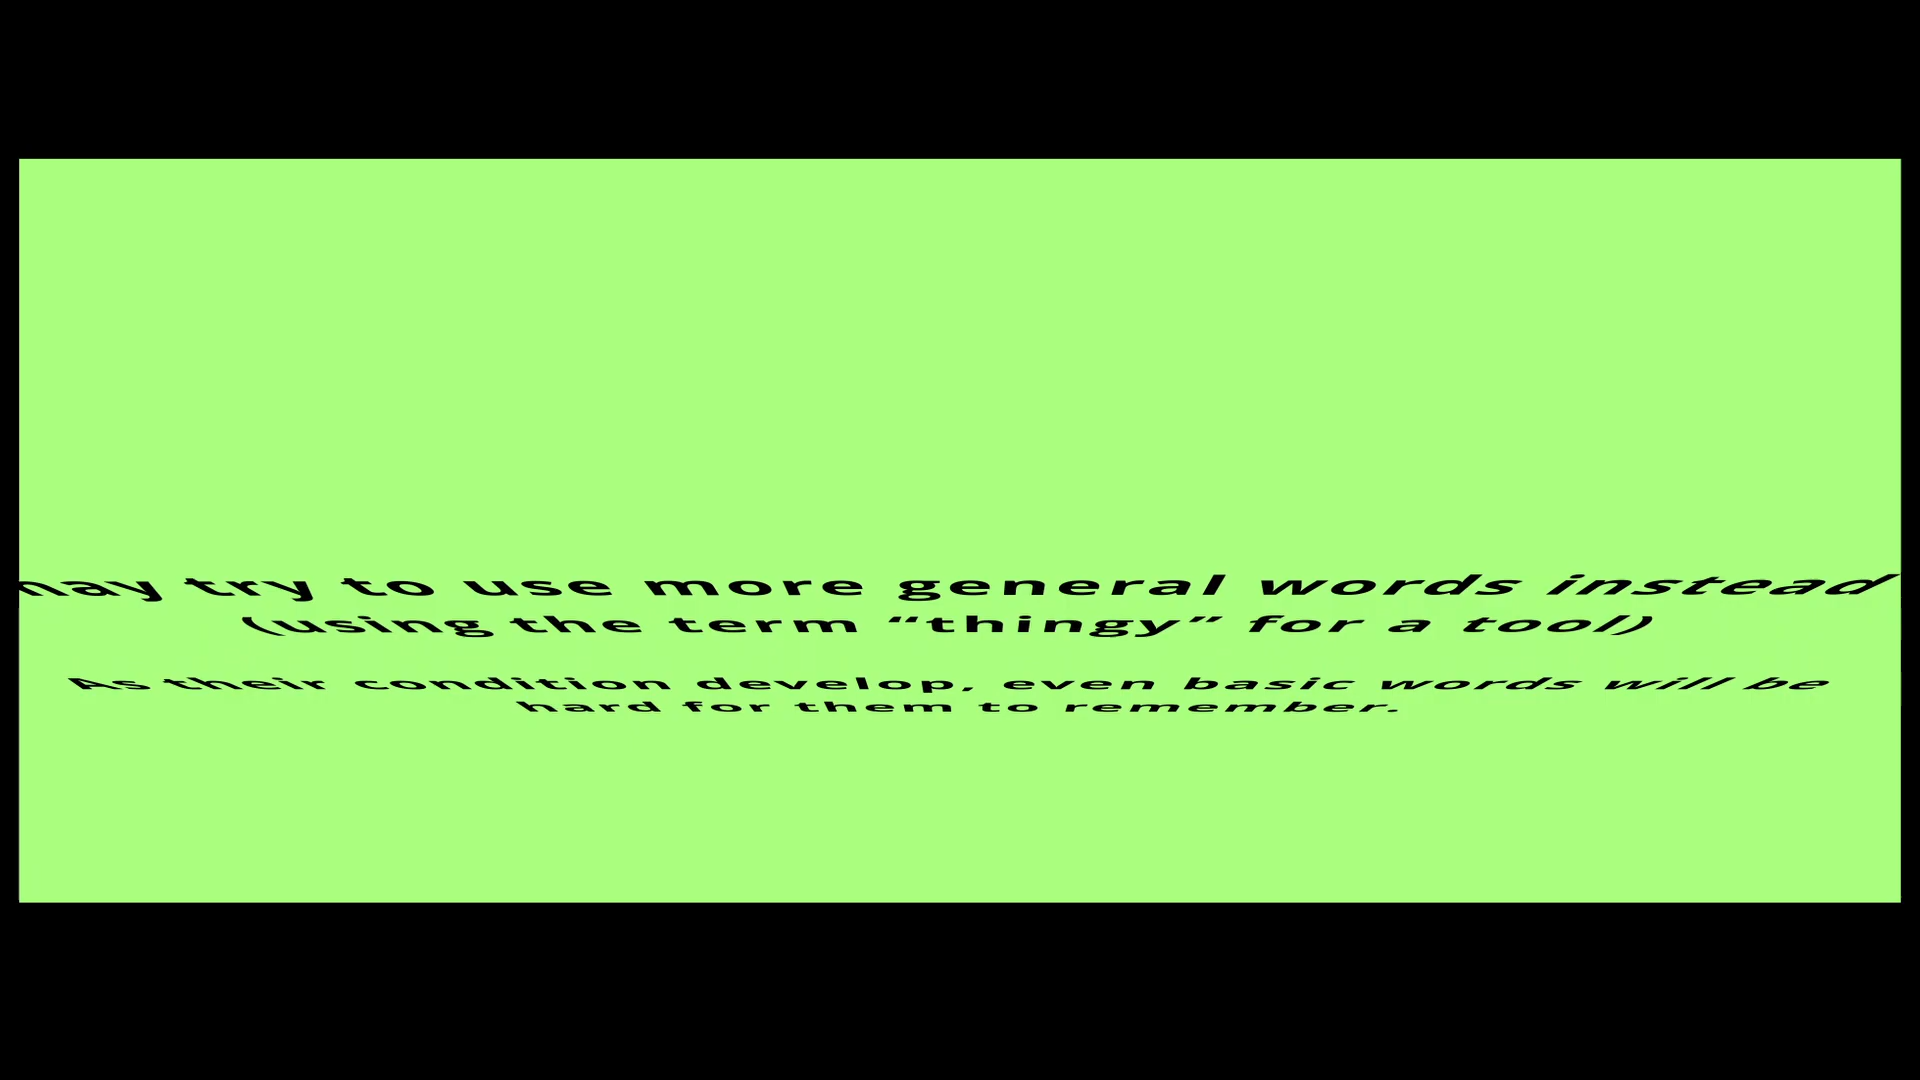 may try to use more general words instead
(using the term “thingy” for a tool)
As their condition develop, even basic words will be
hard for them to remember.